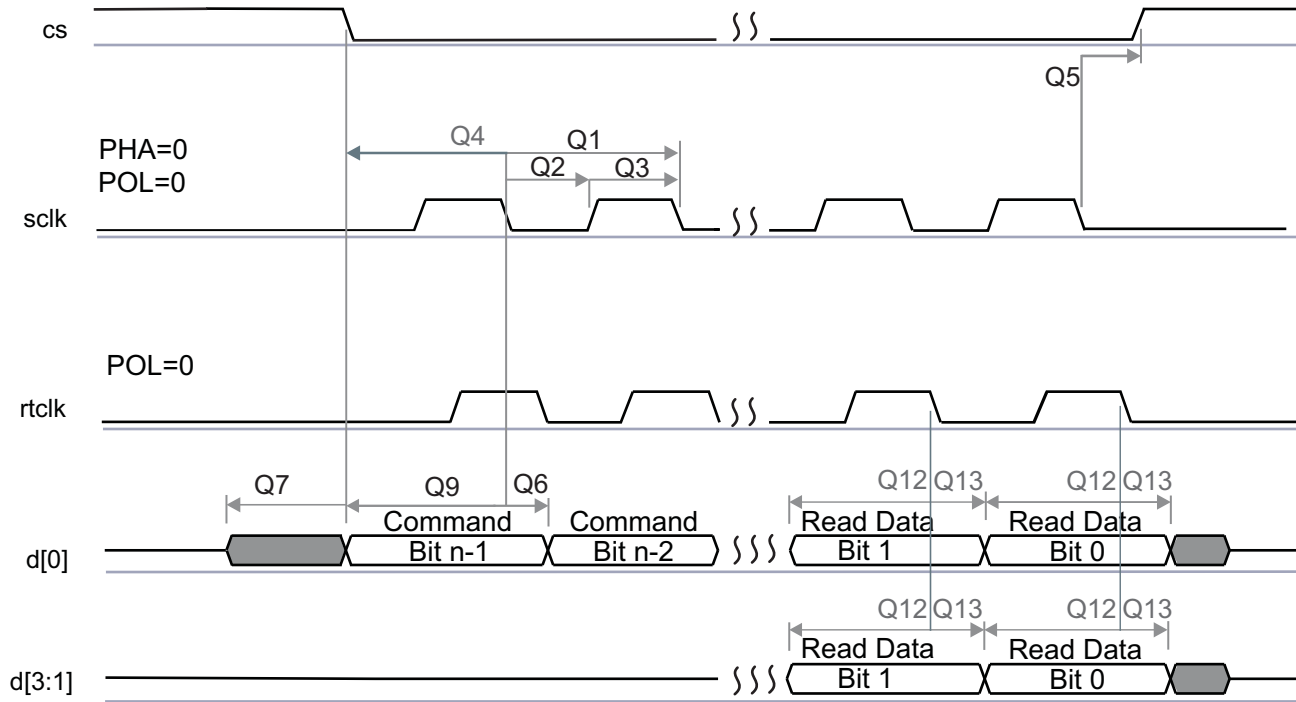 cs
Q5
PHA=0
Q4 Q1
POL=0
Q2 Q3
sclk
POL=0
rtclk
Q7 Q9 Q6 Q12 Q13 Q12 Q13
Command Command Read Data Read Data
d[0] Bit n-1 Bit n-2 Bit 1 Bit 0
Q12 Q13 Q12 Q13
Read Data Read Data
d[3:1] Bit 1 Bit 0